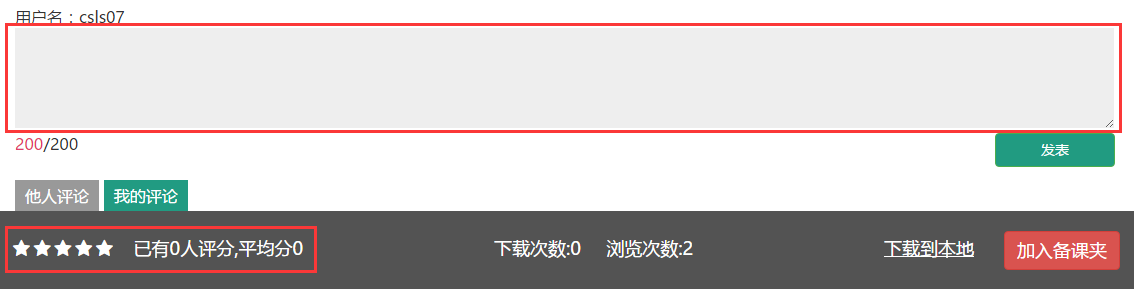 用户名：csls07
200/200
发表
他人评论 我的评论
已有0人评分,平均分0 下载次数:0 浏览次数:2 下载到本地 加入备课夹